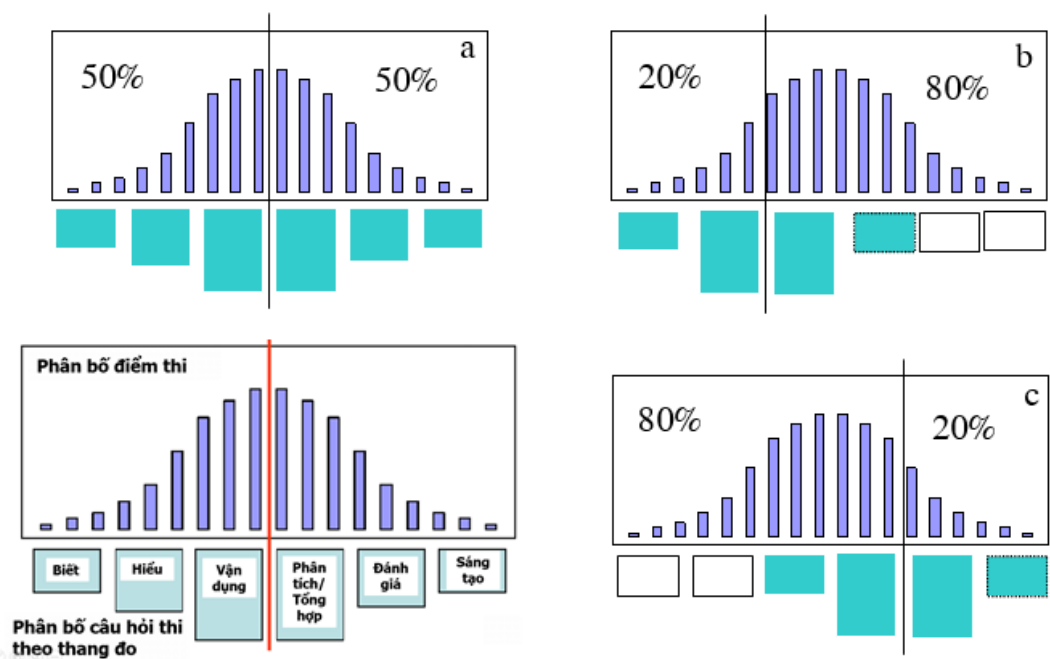 50%
50%
a
20%
80%
b
Phân bố điểm thi
Biết
Hiểu
Vận
dụng
Phân
tích/
Tổng
hợp
Đánh
giá
Sáng
tạo
Phân bố câu hỏi thi
theo thang đo
80%
20%
c